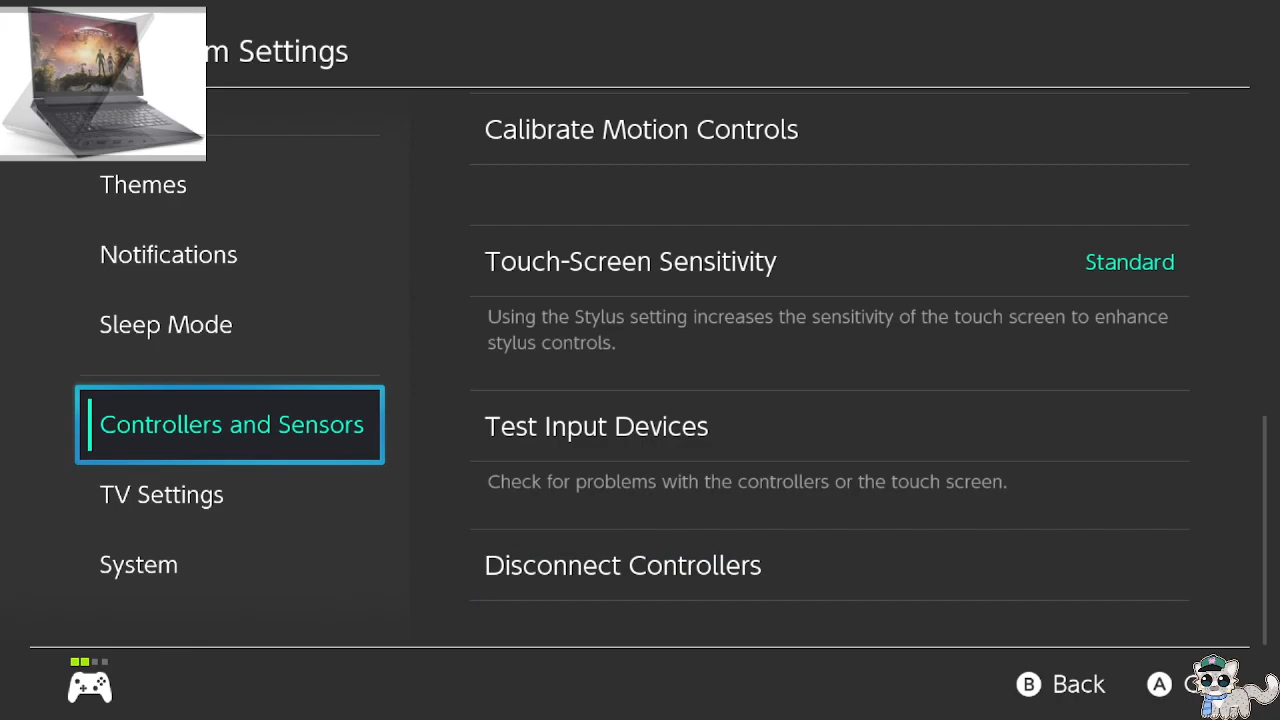 m Settings
Themes
Notifications
Sleep Mode
Controllers and Sensors
TV Settings
System
Calibrate Motion Controls
Touch-Screen Sensitivity Standard
Using the Stylus setting increases the sensitivity of the touch screen to enhance
stylus controls.
Test Input Devices
Check for problems with the controllers or the touch screen.
Disconnect Controllers
B Back A